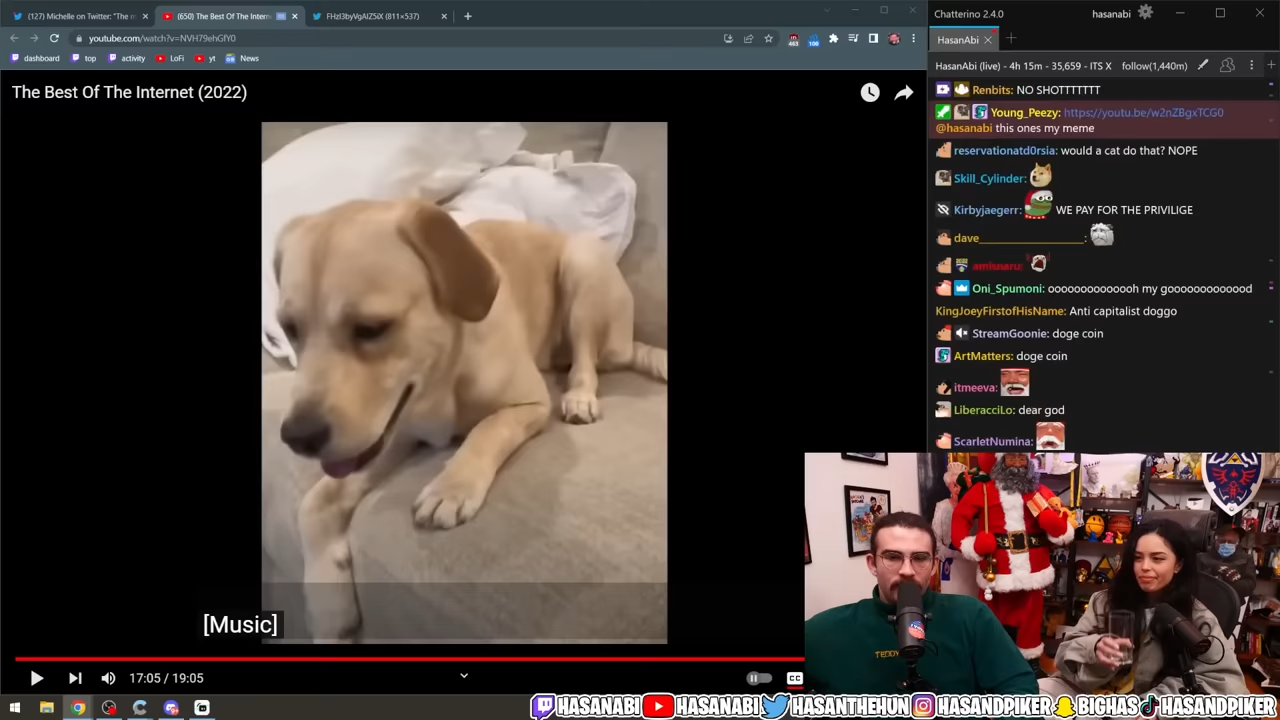 (127) Michelle on Twitter: "The m
(650) The Best Of The Intern
FHzI3byVgAIZ5iX (811×537)
youtube.com/watch?v=NVH79ehGfY0
dashboard
top
activity
LoFi
yt
News
The Best Of The Internet (2022)
[Music]
17:05 / 19:05
CC
Chatterino 2.4.0
hasanabi
HasanAbi
HasanAbi (live) - 4h 15m - 35,659 - ITS X
follow(1,440m)
Renbits: NO SHOTTTTTTT
Young_Peezy: https://youtu.be/w2nZBgxTCG0
@hasanabi this ones my meme
reservationatd0rsia: would a cat do that? NOPE
Skill_Cylinder:
Kirbyjaegerr: WE PAY FOR THE PRIVILIGE
dave__________________:
amisnaru:
Oni_Spumoni: oooooooooooooh my goooooooooooood
KingJoeyFirstofHisName: Anti capitalist doggo
StreamGoonie: doge coin
ArtMatters: doge coin
itmeeva:
LiberacciLo: dear god
ScarletNumina:
TEDDY
HASANABI
HASANABI
HASANTHEHUN
HASANDPIKER
BIGHAS
HASANDPIKER